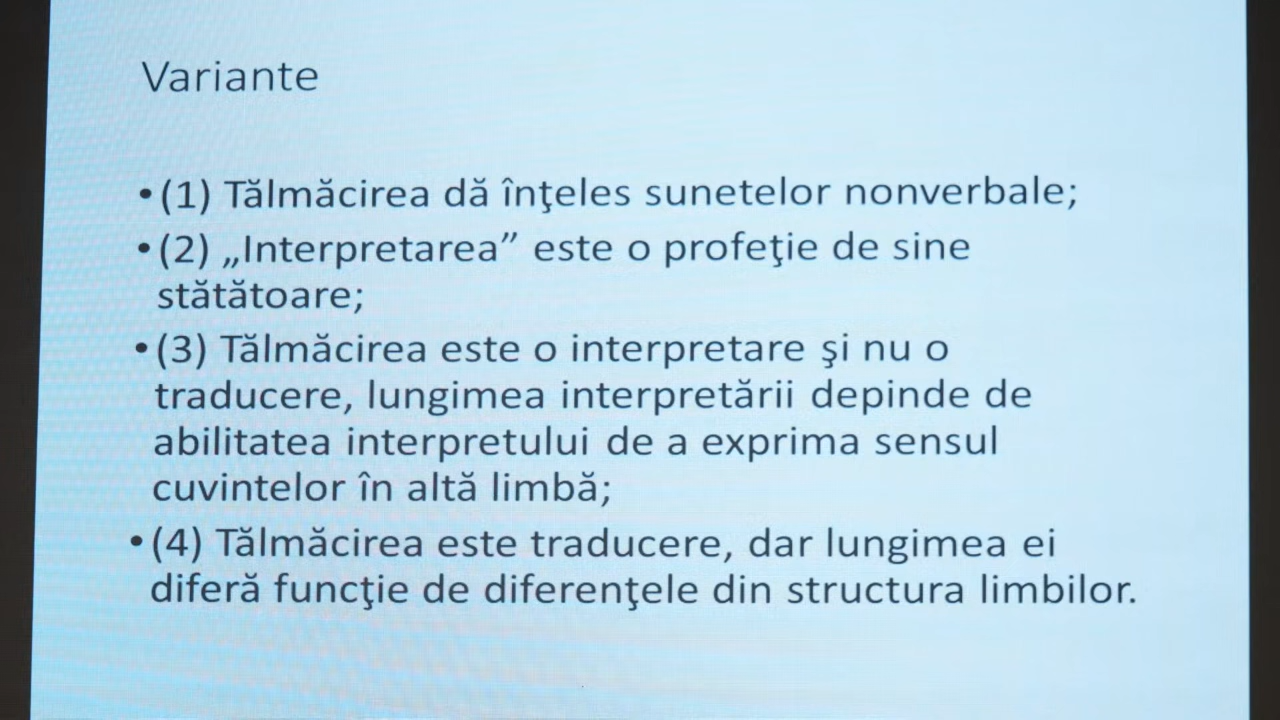 Variante
•(1) Tălmăcirea dă înţeles sunetelor nonverbale;
•(2) „Interpretarea” este o profeţie de sine
stătătoare;
•(3) Tălmăcirea este o interpretare şi nu o
traducere, lungimea interpretării depinde de
abilitatea interpretului de a exprima sensul
cuvintelor în altă limbă;
•(4) Tălmăcirea este traducere, dar lungimea ei
diferă funcţie de diferenţele din structura limbilor.